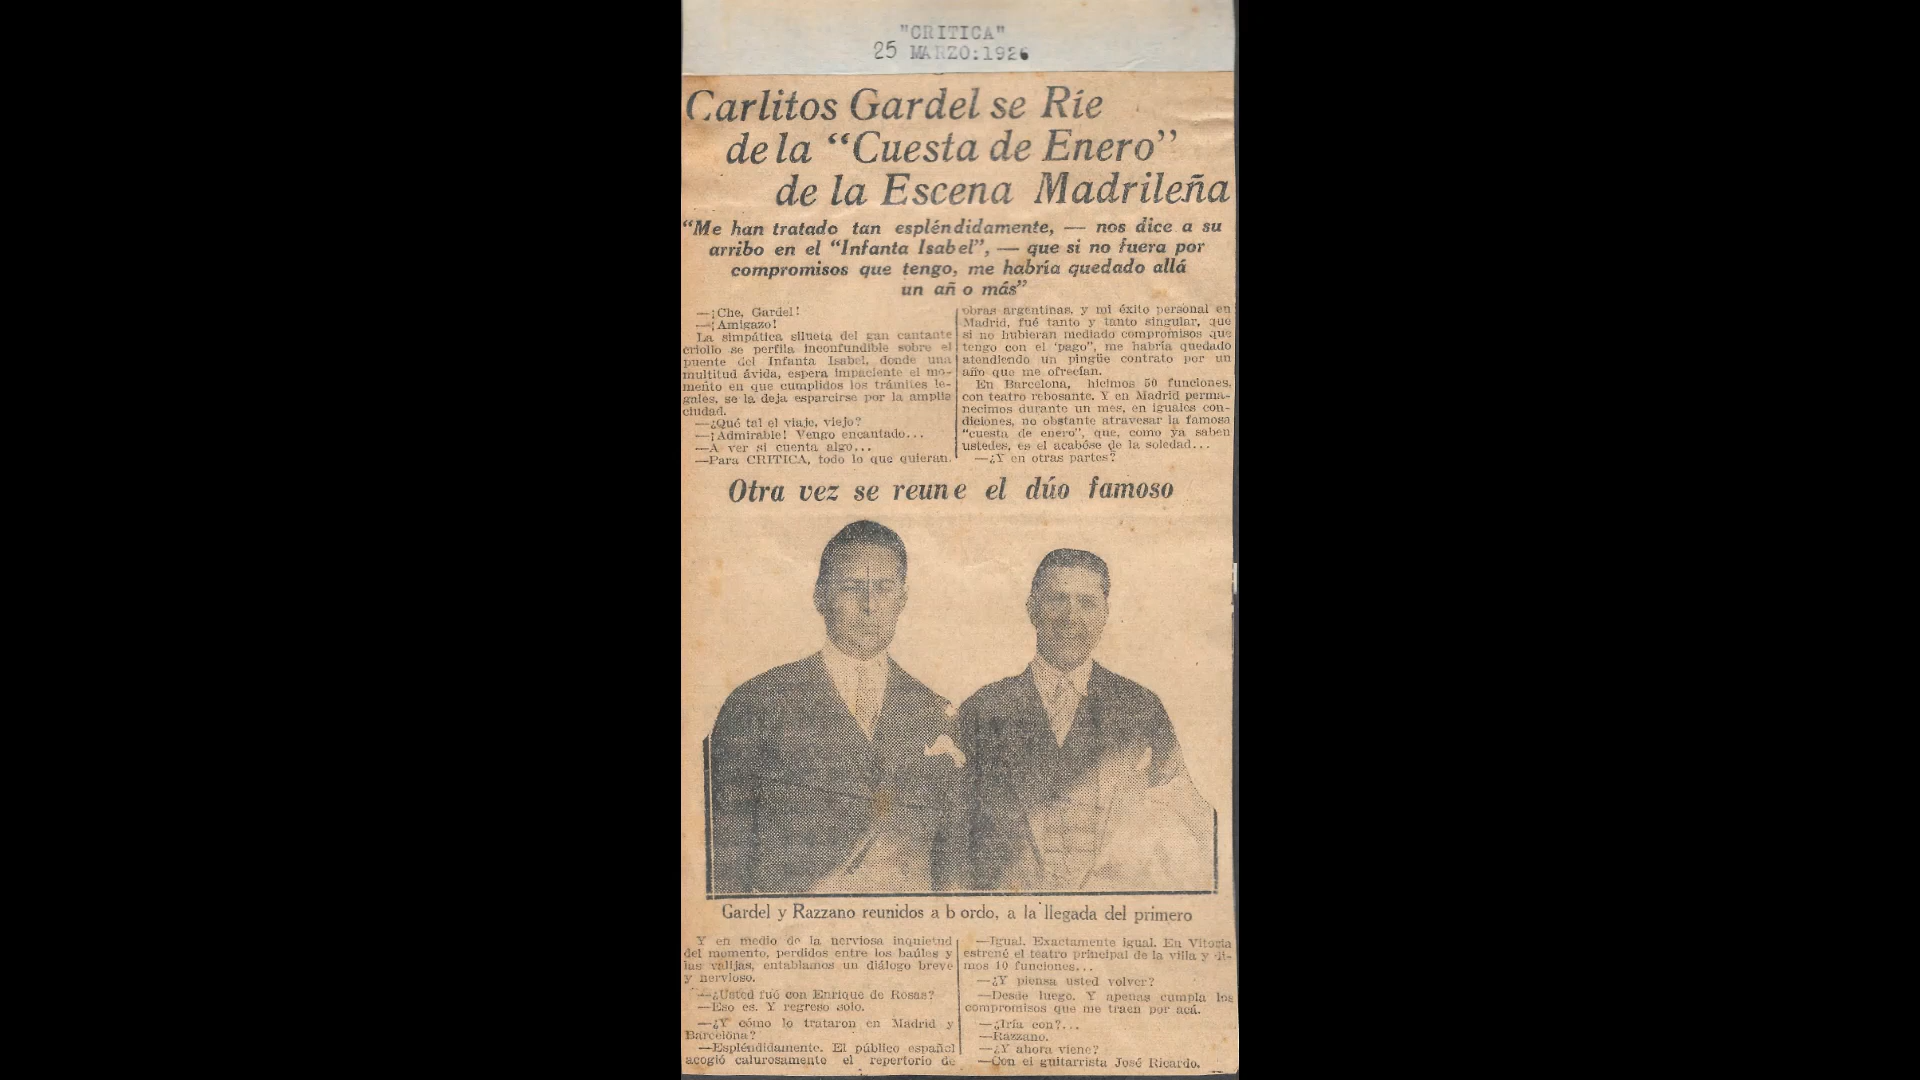 "CRITICA"
25 MARZO:1926
Carlitos Gardel se Ríe
de la "Cuesta de Enero"
de la Escena Madrileña
"Me han tratado tan espléndidamente, — nos dice a su
arribo en el "Infanta Isabel", — que si no fuera por
compromisos que tengo, me habría quedado allá
un añ o más"
—¡Che, Gardel!
—¡Amigazo!
La simpática silueta del gan cantante
criollo se perfila inconfundible sobre el
puente del Infanta Isabel, donde una
multitud ávida, espera impaciente el mo-
mento en que cumplidos los trámites le-
gales, se la deja esparcirse por la amplia
ciudad.
—¿Qué tal el viaje, viejo?
—¡Admirable! Vengo encantado...
—A ver si cuenta algo...
—Para CRITICA, todo lo que quieran.
obras argentinas, y mi éxito personal en
Madrid, fué tanto y tanto singular, que
si no hubieran mediado compromisos que
tengo con el 'pago", me habría quedado
atendiendo un pingüe contrato por un
año que me ofrecían.
En Barcelona, hicimos 50 funciones,
con teatro rebosante. Y en Madrid perma-
necimos durante un mes, en iguales con-
diciones, no obstante atravesar la famosa
"cuesta de enero", que, como ya saben
ustedes, es el acabóse de la soledad...
—¿Y en otras partes?
Otra vez se reune el dúo famoso
Gardel y Razzano reunidos a b ordo, a la llegada del primero
Y en medio de la nerviosa inquietud
del momento, perdidos entre los baúles y
las valijas, entablamos un diálogo breve
y nervioso.
—¿Usted fué con Enrique de Rosas?
—Eso es. Y regreso solo.
—¿Y cómo lo trataron en Madrid y
Barcelona?
—Espléndidamente. El público español
acogió calurosamente el repertorio de
—Igual. Exactamente igual. En Vitoria
estrené el teatro principal de la villa y di-
mos 10 funciones...
—¿Y piensa usted volver?
—Desde luego. Y apenas cumpla los
compromisos que me traen por acá.
—¿Iría con?...
—Razzano.
—¿Y ahora viene?
—Con el guitarrista José Ricardo.